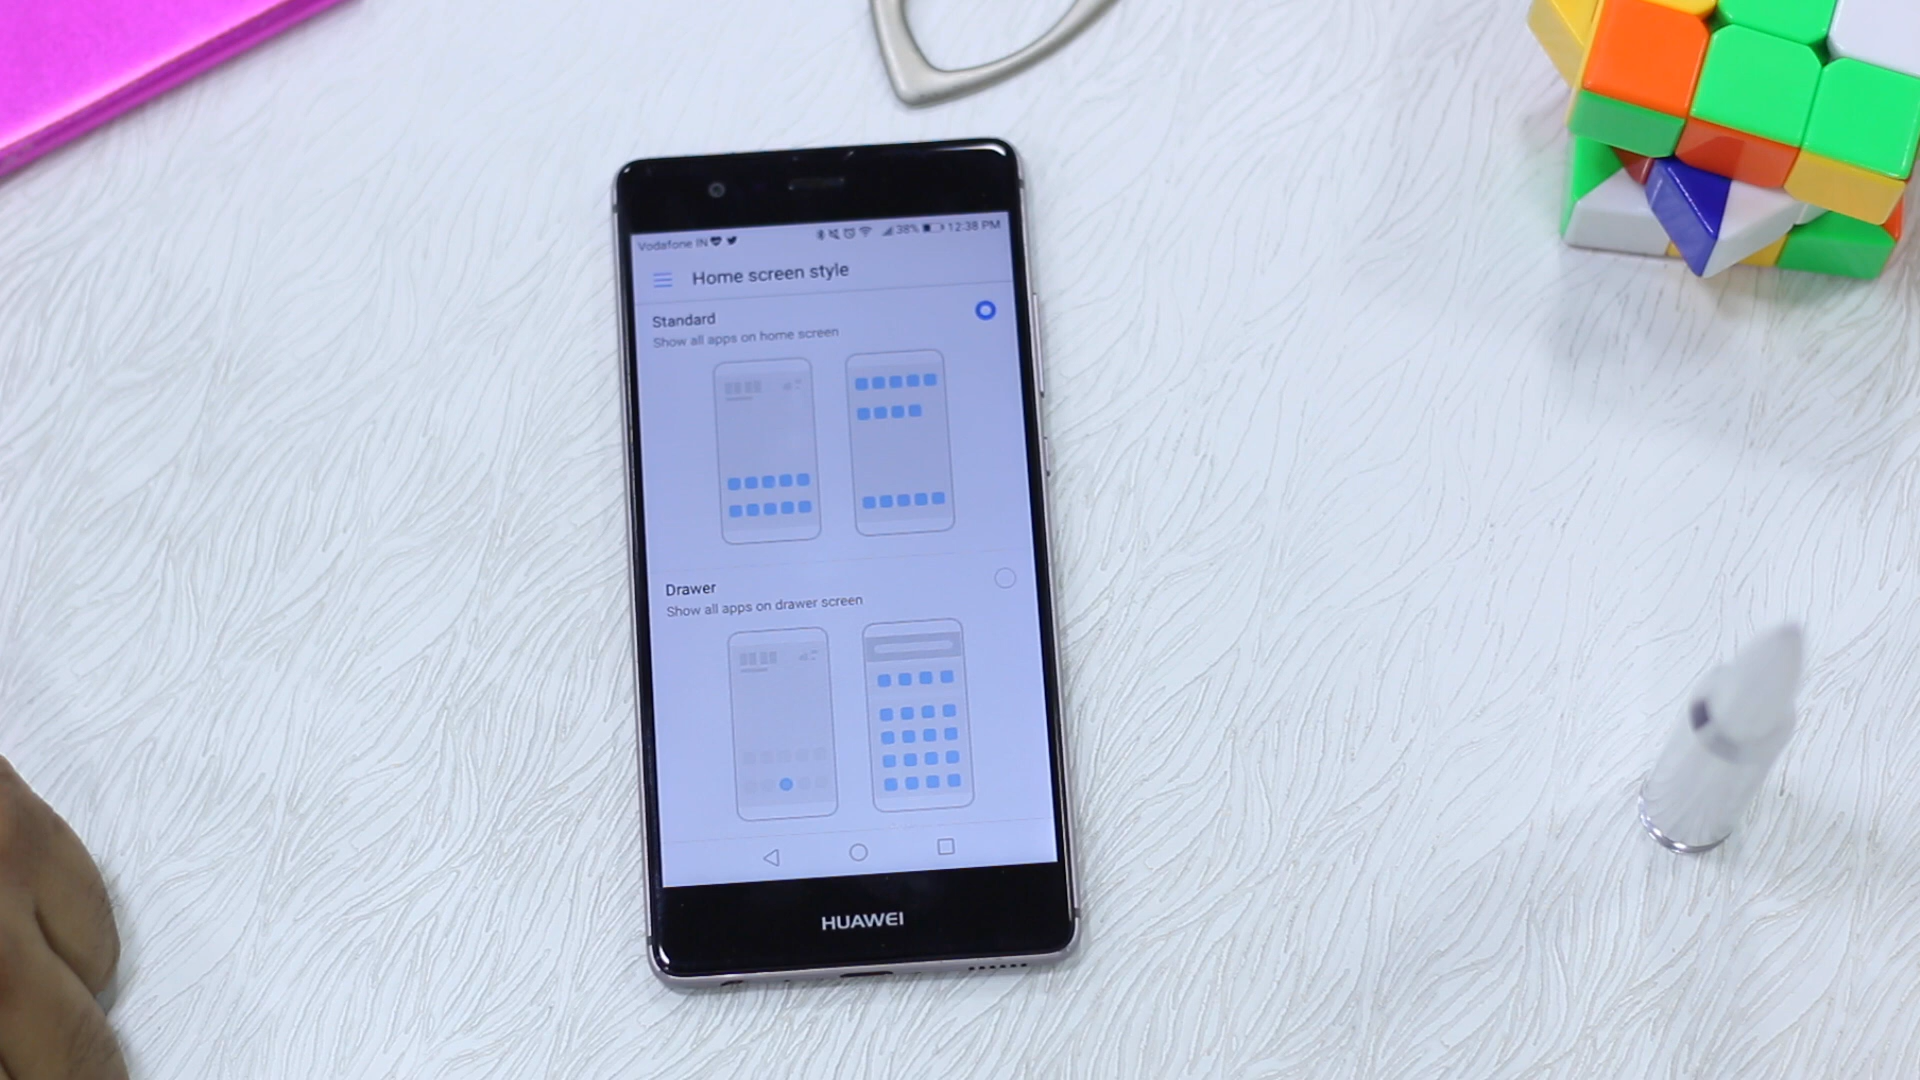 Vodafone IN 38% 12:38 PM
Home screen style
Standard
Show all apps on home screen
Drawer
Show all apps on drawer screen
HUAWEI